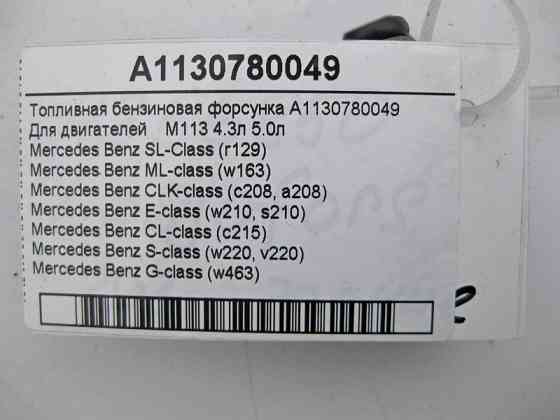 A1130780049
Топливная бензиновая форсунка A1130780049
Для двигателей M113 4.3л 5.0л
Mercedes Benz SL-Class (r129)
Mercedes Benz ML-class (w163)
Mercedes Benz CLK-class (c208, a208)
Mercedes Benz E-class (w210, s210)
Mercedes Benz CL-class (c215)
Mercedes Benz S-class (w220, v220)
Mercedes Benz G-class (w463)